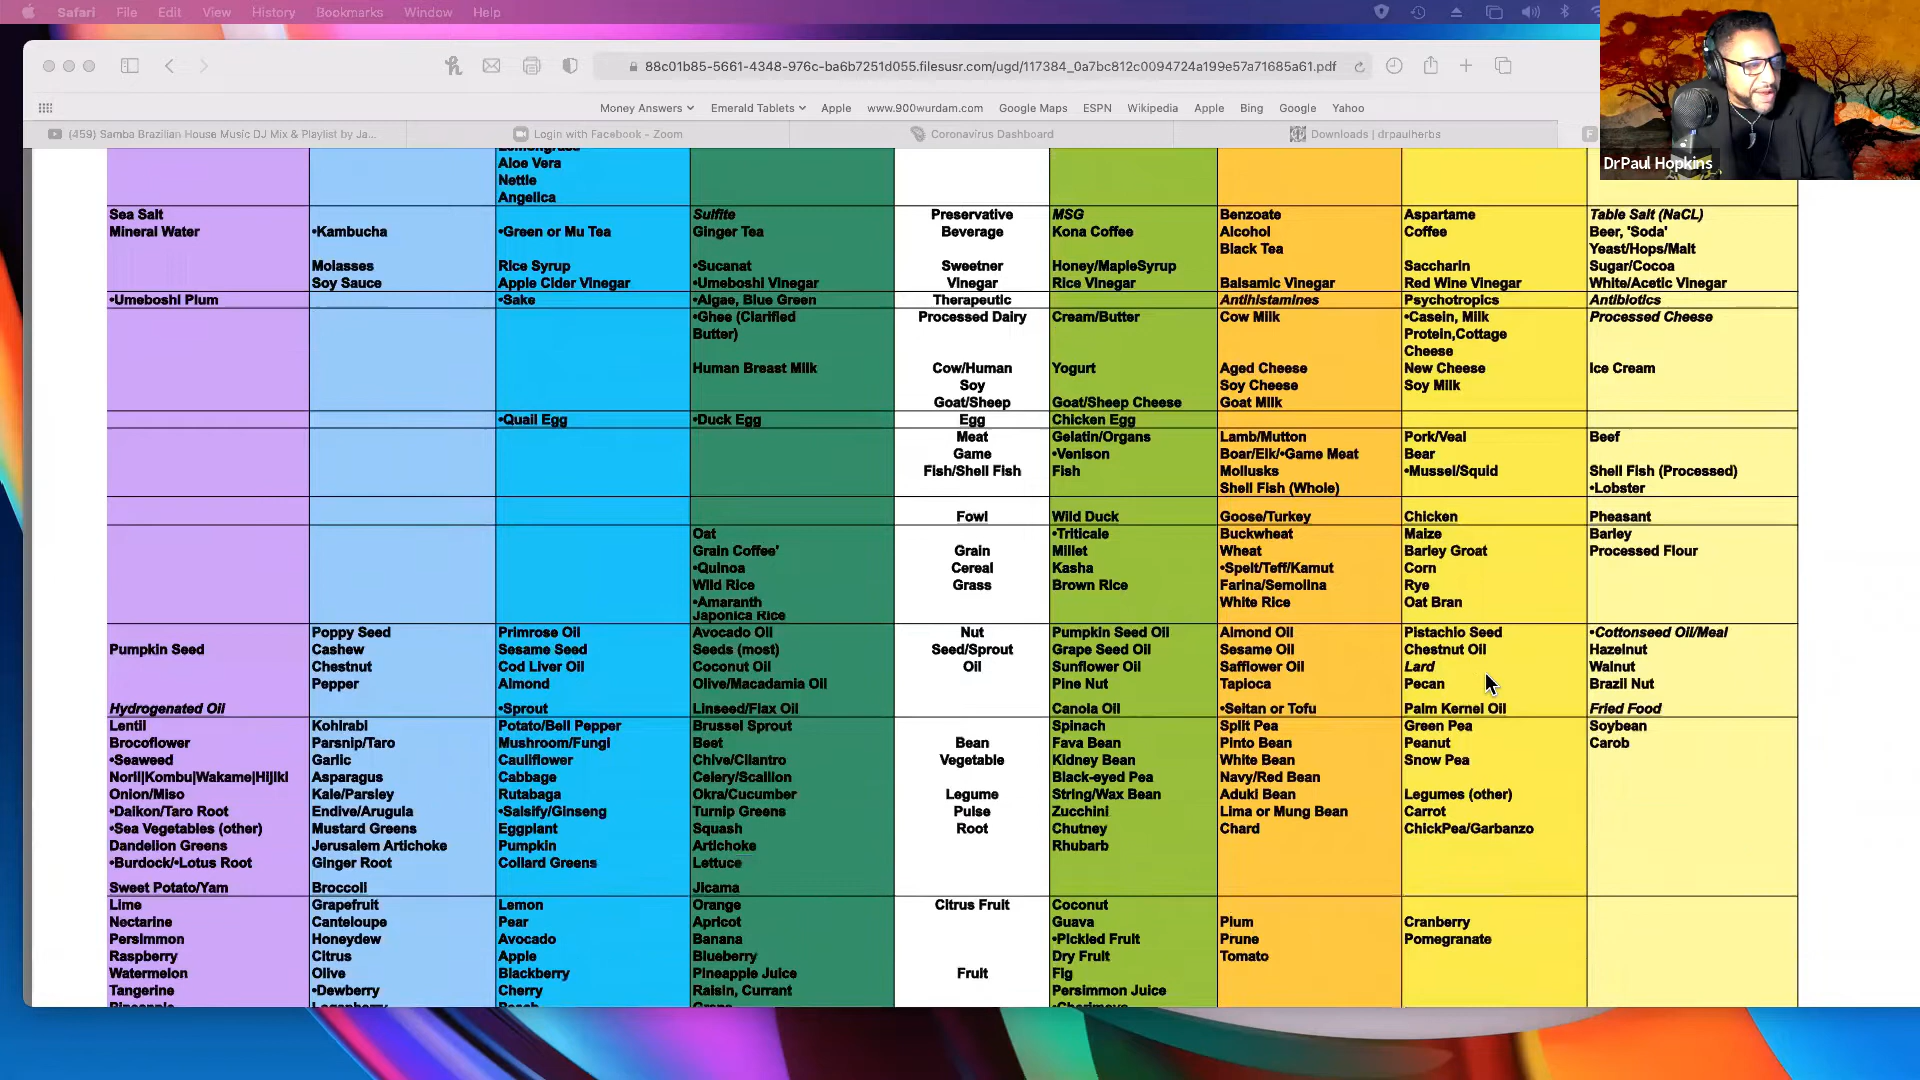 Safari File Edit View History Bookmarks Window Help
88c01b85-5661-4348-976c-ba6b7251d055.filesusr.com/ugd/117384_0a7bc812c0094724a199e57a71685a61.pdf
Money Answers Emerald Tablets Apple www.900wurdam.com Google Maps ESPN Wikipedia Apple Bing Google Yahoo
(459) Samba Brazilian House Music DJ Mix & Playlist by Ja... Login with Facebook - Zoom Coronavirus Dashboard Downloads | drpaulherbs F
DrPaul Hopkins
Lemongrass
Aloe Vera
Nettle
Angelica
Sea Salt Sulfite Preservative MSG Benzoate Aspartame Table Salt (NaCL)
Mineral Water •Kambucha •Green or Mu Tea Ginger Tea Beverage Kona Coffee Alcohol Coffee Beer, 'Soda'
Black Tea Yeast/Hops/Malt
Molasses Rice Syrup •Sucanat Sweetner Honey/MapleSyrup Saccharin Sugar/Cocoa
Soy Sauce Apple Cider Vinegar •Umeboshi Vinegar Vinegar Rice Vinegar Balsamic Vinegar Red Wine Vinegar White/Acetic Vinegar
•Umeboshi Plum •Sake •Algae, Blue Green Therapeutic Antihistamines Psychotropics Antibiotics
•Ghee (Clarified Processed Dairy Cream/Butter Cow Milk •Casein, Milk Processed Cheese
Butter) Protein,Cottage
Cheese
Human Breast Milk Cow/Human Yogurt Aged Cheese New Cheese Ice Cream
Soy Soy Cheese Soy Milk
Goat/Sheep Goat/Sheep Cheese Goat Milk
•Quail Egg •Duck Egg Egg Chicken Egg
Meat Gelatin/Organs Lamb/Mutton Pork/Veal Beef
Game •Venison Boar/Elk/•Game Meat Bear
Fish/Shell Fish Fish Mollusks •Mussel/Squid Shell Fish (Processed)
Shell Fish (Whole) •Lobster
Fowl Wild Duck Goose/Turkey Chicken Pheasant
Oat •Triticale Buckwheat Maize Barley
Grain Coffee' Grain Millet Wheat Barley Groat Processed Flour
•Quinoa Cereal Kasha •Spelt/Teff/Kamut Corn
Wild Rice Grass Brown Rice Farina/Semolina Rye
•Amaranth White Rice Oat Bran
Japonica Rice
Poppy Seed Primrose Oil Avocado Oil Nut Pumpkin Seed Oil Almond Oil Pistachio Seed •Cottonseed Oil/Meal
Pumpkin Seed Cashew Sesame Seed Seeds (most) Seed/Sprout Grape Seed Oil Sesame Oil Chestnut Oil Hazelnut
Chestnut Cod Liver Oil Coconut Oil Oil Sunflower Oil Safflower Oil Lard Walnut
Pepper Almond Olive/Macadamia Oil Pine Nut Tapioca Pecan Brazil Nut
Hydrogenated Oil •Sprout Linseed/Flax Oil Canola Oil •Seitan or Tofu Palm Kernel Oil Fried Food
Lentil Kohlrabi Potato/Bell Pepper Brussel Sprout Spinach Split Pea Green Pea Soybean
Brocoflower Parsnip/Taro Mushroom/Fungi Beet Bean Fava Bean Pinto Bean Peanut Carob
•Seaweed Garlic Cauliflower Chive/Cilantro Vegetable Kidney Bean White Bean Snow Pea
Norii|Kombu|Wakame|Hijiki Asparagus Cabbage Celery/Scallion Black-eyed Pea Navy/Red Bean
Onion/Miso Kale/Parsley Rutabaga Okra/Cucumber Legume String/Wax Bean Aduki Bean Legumes (other)
•Daikon/Taro Root Endive/Arugula •Salsify/Ginseng Turnip Greens Pulse Zucchini Lima or Mung Bean Carrot
•Sea Vegetables (other) Mustard Greens Eggplant Squash Root Chutney Chard ChickPea/Garbanzo
Dandelion Greens Jerusalem Artichoke Pumpkin Artichoke Rhubarb
•Burdock/•Lotus Root Ginger Root Collard Greens Lettuce
Sweet Potato/Yam Broccoli Jicama
Lime Grapefruit Lemon Orange Citrus Fruit Coconut
Nectarine Canteloupe Pear Apricot Guava Plum Cranberry
Persimmon Honeydew Avocado Banana •Pickled Fruit Prune Pomegranate
Raspberry Citrus Apple Blueberry Dry Fruit Tomato
Watermelon Olive Blackberry Pineapple Juice Fruit Fig
Tangerine •Dewberry Cherry Raisin, Currant Persimmon Juice
Pineapple Loganberry Peach Grape •Cherimoya